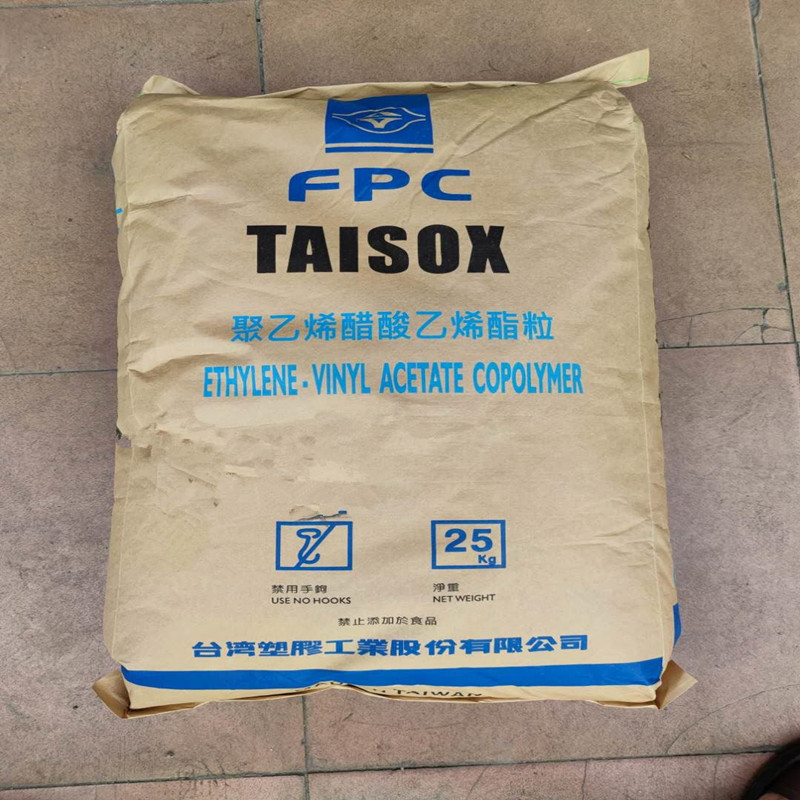 FPC
TAISOX
聚乙烯醋酸乙烯酯粒
ETHYLENE-VINYL ACETATE COPOLYMER
25
Kg
禁用手鉤
USE NO HOOKS
淨重
NET WEIGHT
禁止添加於食品
台湾塑膠工業股份有限公司
TAIWAN